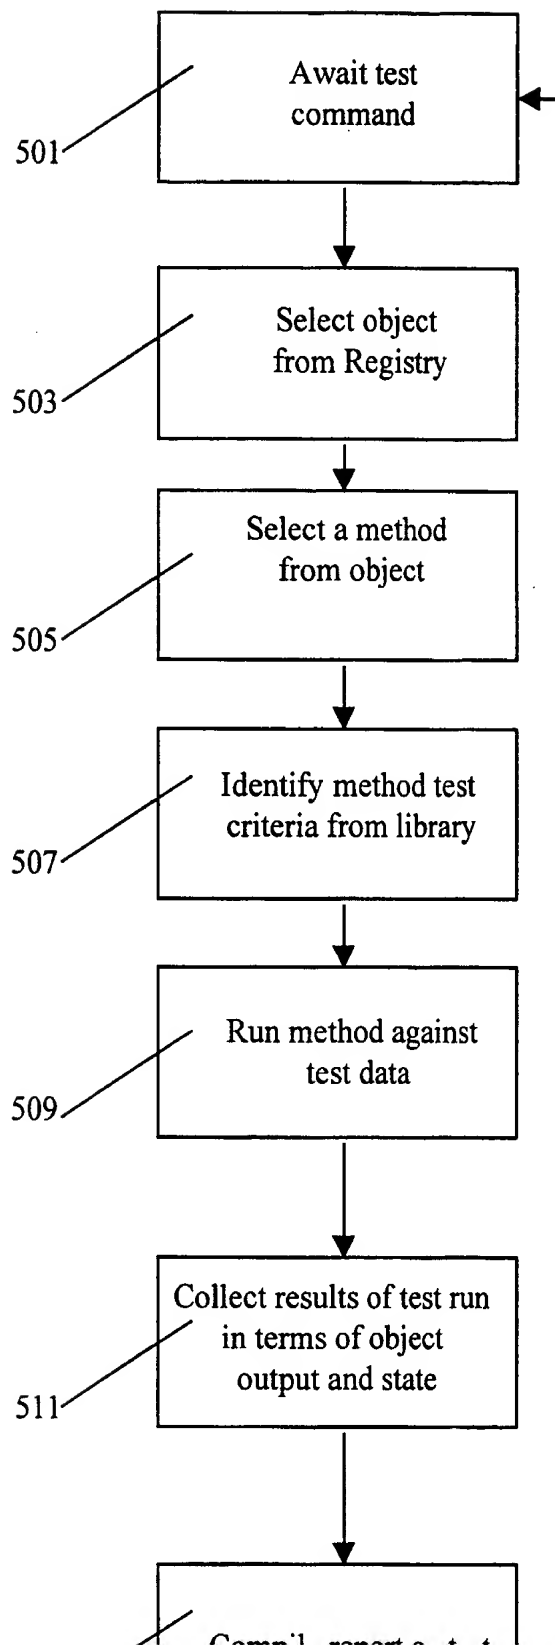 Await test
command
501
Select object
from Registry
503
Select a method
from object
505
Identify method test
criteria from library
507
Run method against
test data
509
Collect results of test run
in terms of object
output and state
511